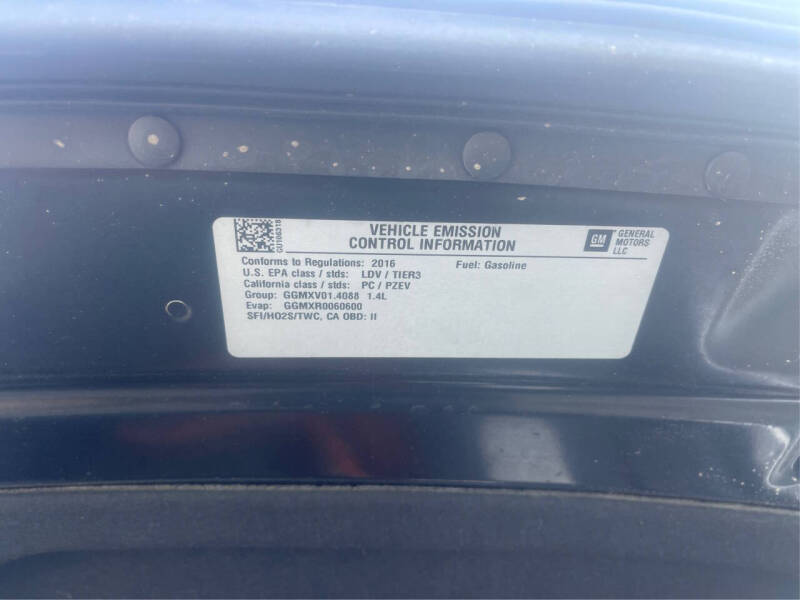 VEHICLE EMISSION
CONTROL INFORMATION
GM GENERAL
MOTORS
LLC
Conforms to Regulations: 2016 Fuel: Gasoline
U.S. EPA class / stds: LDV / TIER3
California class / stds: PC / PZEV
Group: GGMXV01.4088 1.4L
Evap: GGMXR0060600
SFI/HO2S/TWC, CA OBD: II